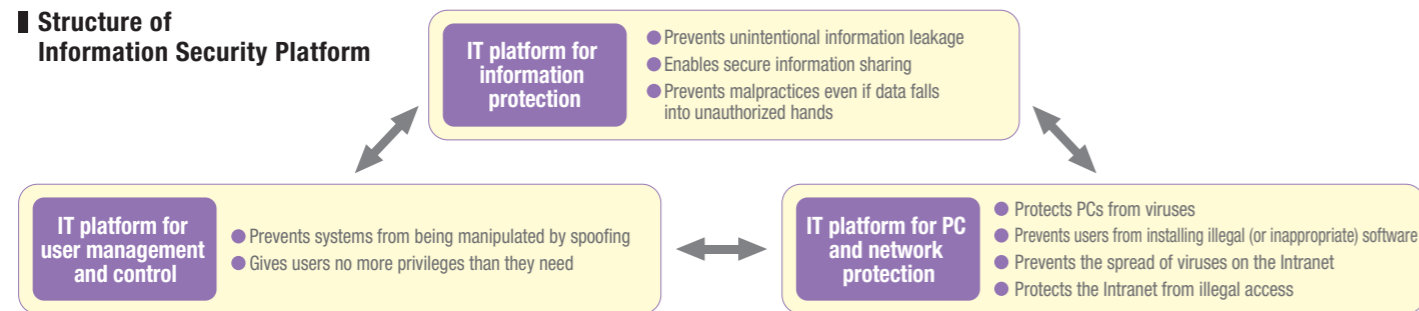 Structure of
Information Security Platform
IT platform for
information
protection
● Prevents unintentional information leakage
● Enables secure information sharing
● Prevents malpractices even if data falls
into unauthorized hands
IT platform for
user management
and control
● Prevents systems from being manipulated by spoofing
● Gives users no more privileges than they need
IT platform for PC
and network
protection
● Protects PCs from viruses
● Prevents users from installing illegal (or inappropriate) software
● Prevents the spread of viruses on the Intranet
● Protects the Intranet from illegal access